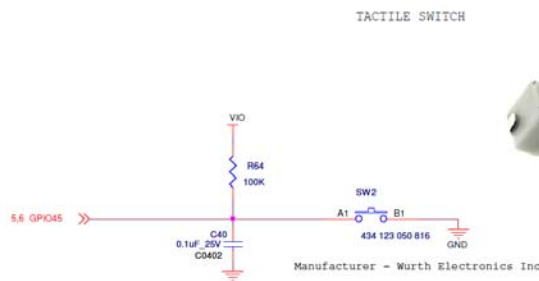 TACTILE SWITCH
VIO
R64
100K
SW2
5,6 GPIO45
A1
B1
C40
0.1uF_25V
C0402
434 123 050 816
GND
Manufacturer - Wurth Electronics Inc